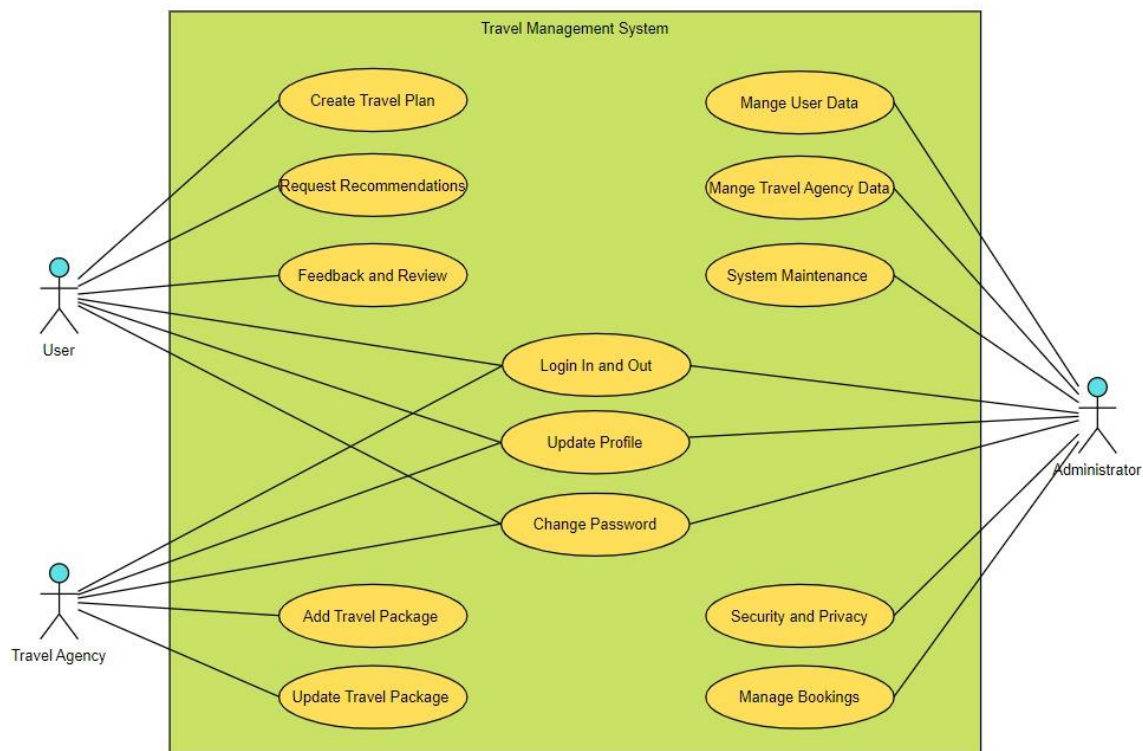 Travel Management System
Create Travel Plan
Mange User Data
Request Recommendations
Mange Travel Agency Data
Feedback and Review
System Maintenance
User
Login In and Out
Update Profile
Administrator
Change Password
Add Travel Package
Security and Privacy
Travel Agency
Update Travel Package
Manage Bookings